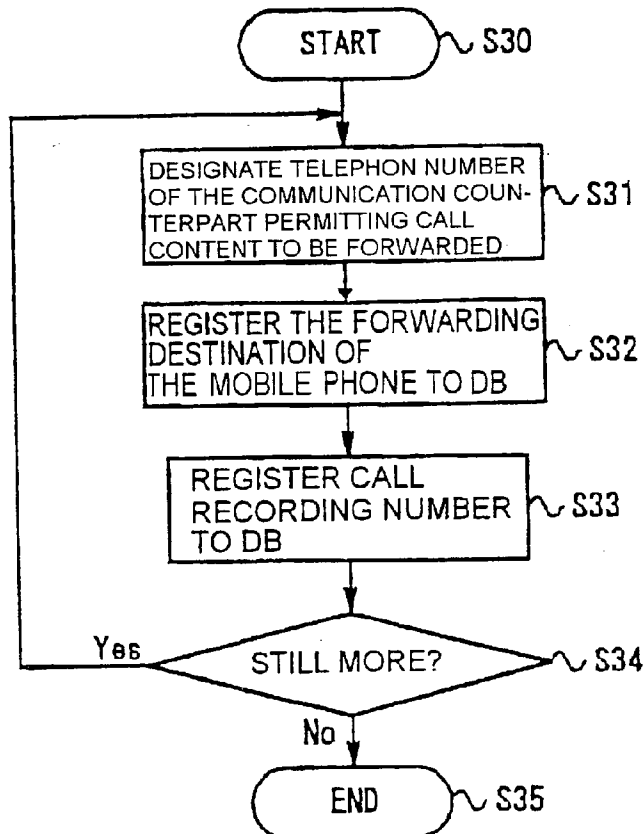 START
S30
DESIGNATE TELEPHON NUMBER
OF THE COMMUNICATION COUN-
TERPART PERMITTING CALL
CONTENT TO BE FORWARDED
S31
REGISTER THE FORWARDING
DESTINATION OF
THE MOBILE PHONE TO DB
S32
REGISTER CALL
RECORDING NUMBER
TO DB
S33
Yes
STILL MORE?
S34
No
END
S35